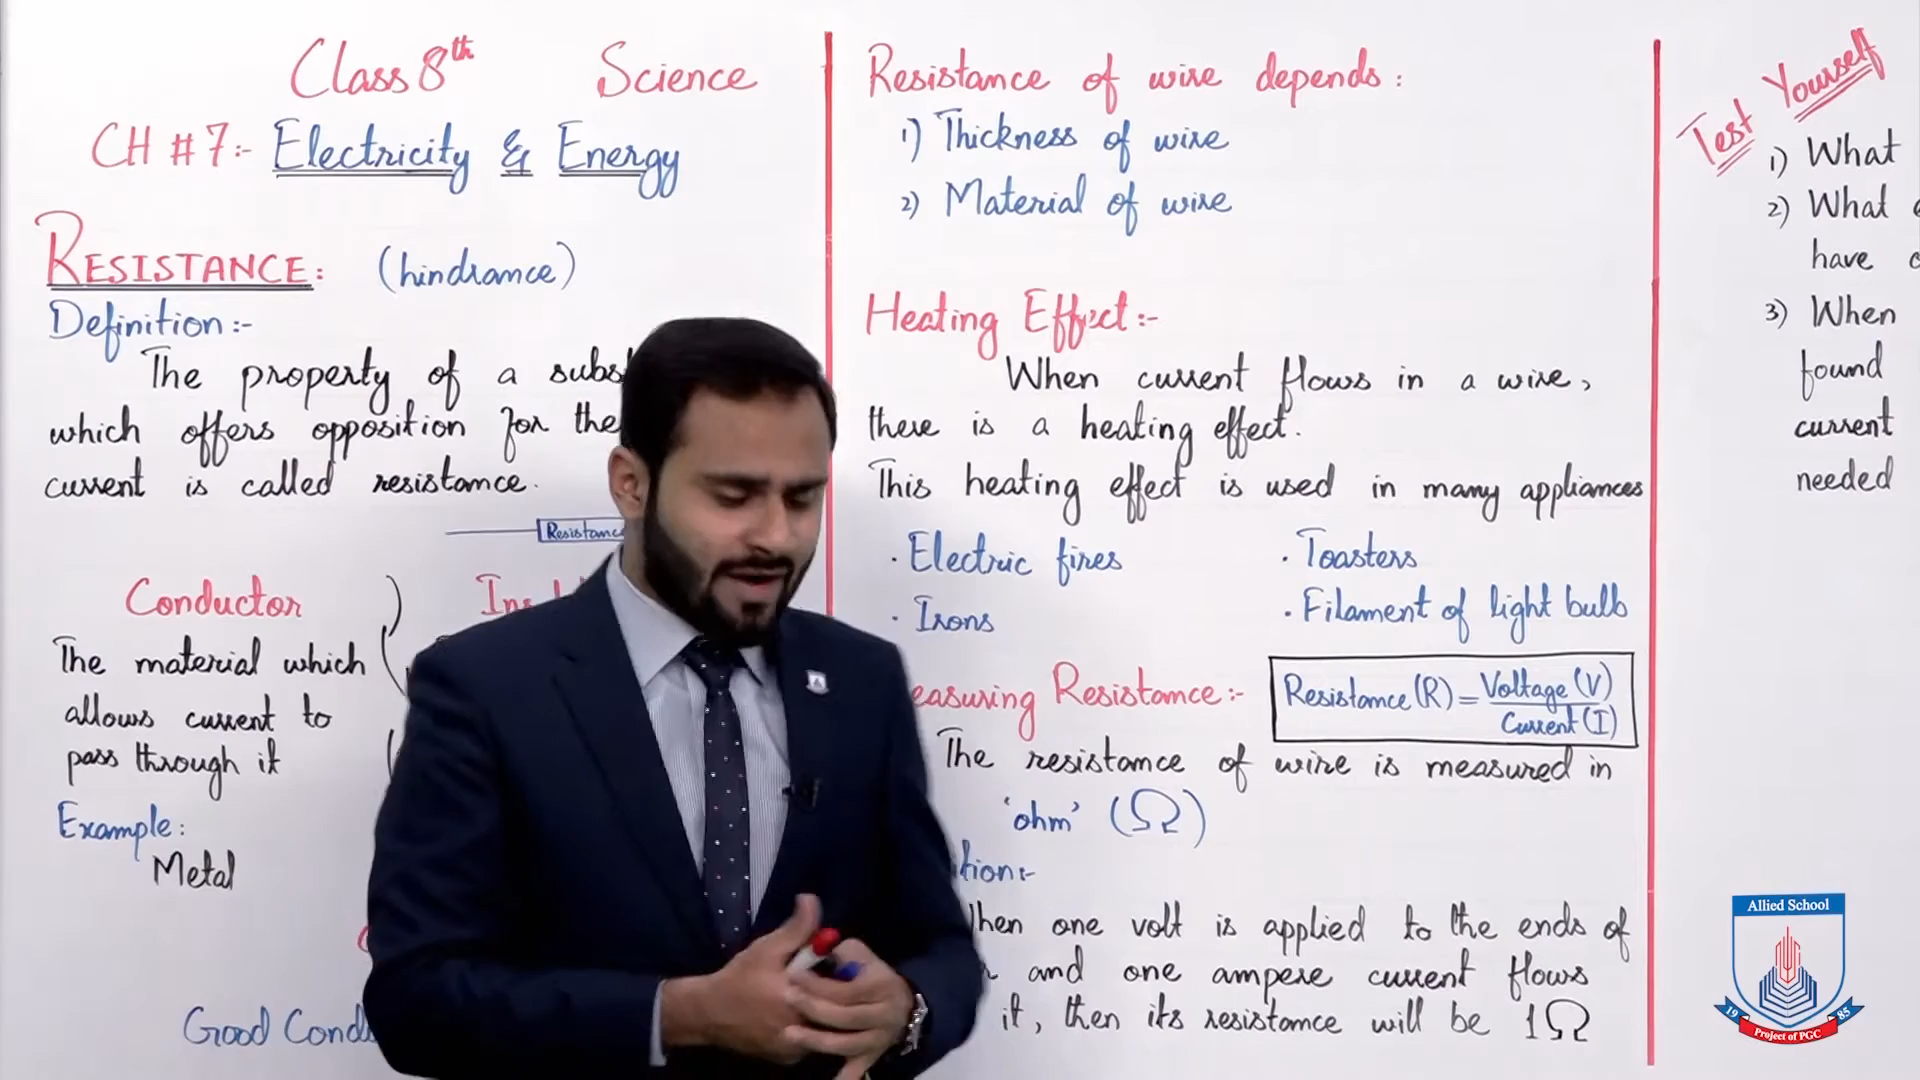 Class 8th Science
CH # 7:- Electricity & Energy
RESISTANCE: (hindrance)
Definition:-
The property of a subs
which offers opposition for the
current is called resistance.
Resistance
Conductor
The material which
allows current to
pass through it
Example:
Metal
Ins
Good Cond
Resistance of wire depends:
1) Thickness of wire
2) Material of wire
Heating Effect:-
When current flows in a wire,
there is a heating effect.
This heating effect is used in many appliances
· Electric fires · Toasters
· Irons · Filament of light bulb
easuring Resistance:-
Resistance (R) = Voltage (V)
Current (I)
The resistance of wire is measured in
'ohm' (Ω)
tion:-
hen one volt is applied to the ends of
and one ampere current flows
it, then its resistance will be 1Ω
Test Yourself
1) What
2) What
have
3) When
found
current
needed
Allied School
1985
Project of PGC